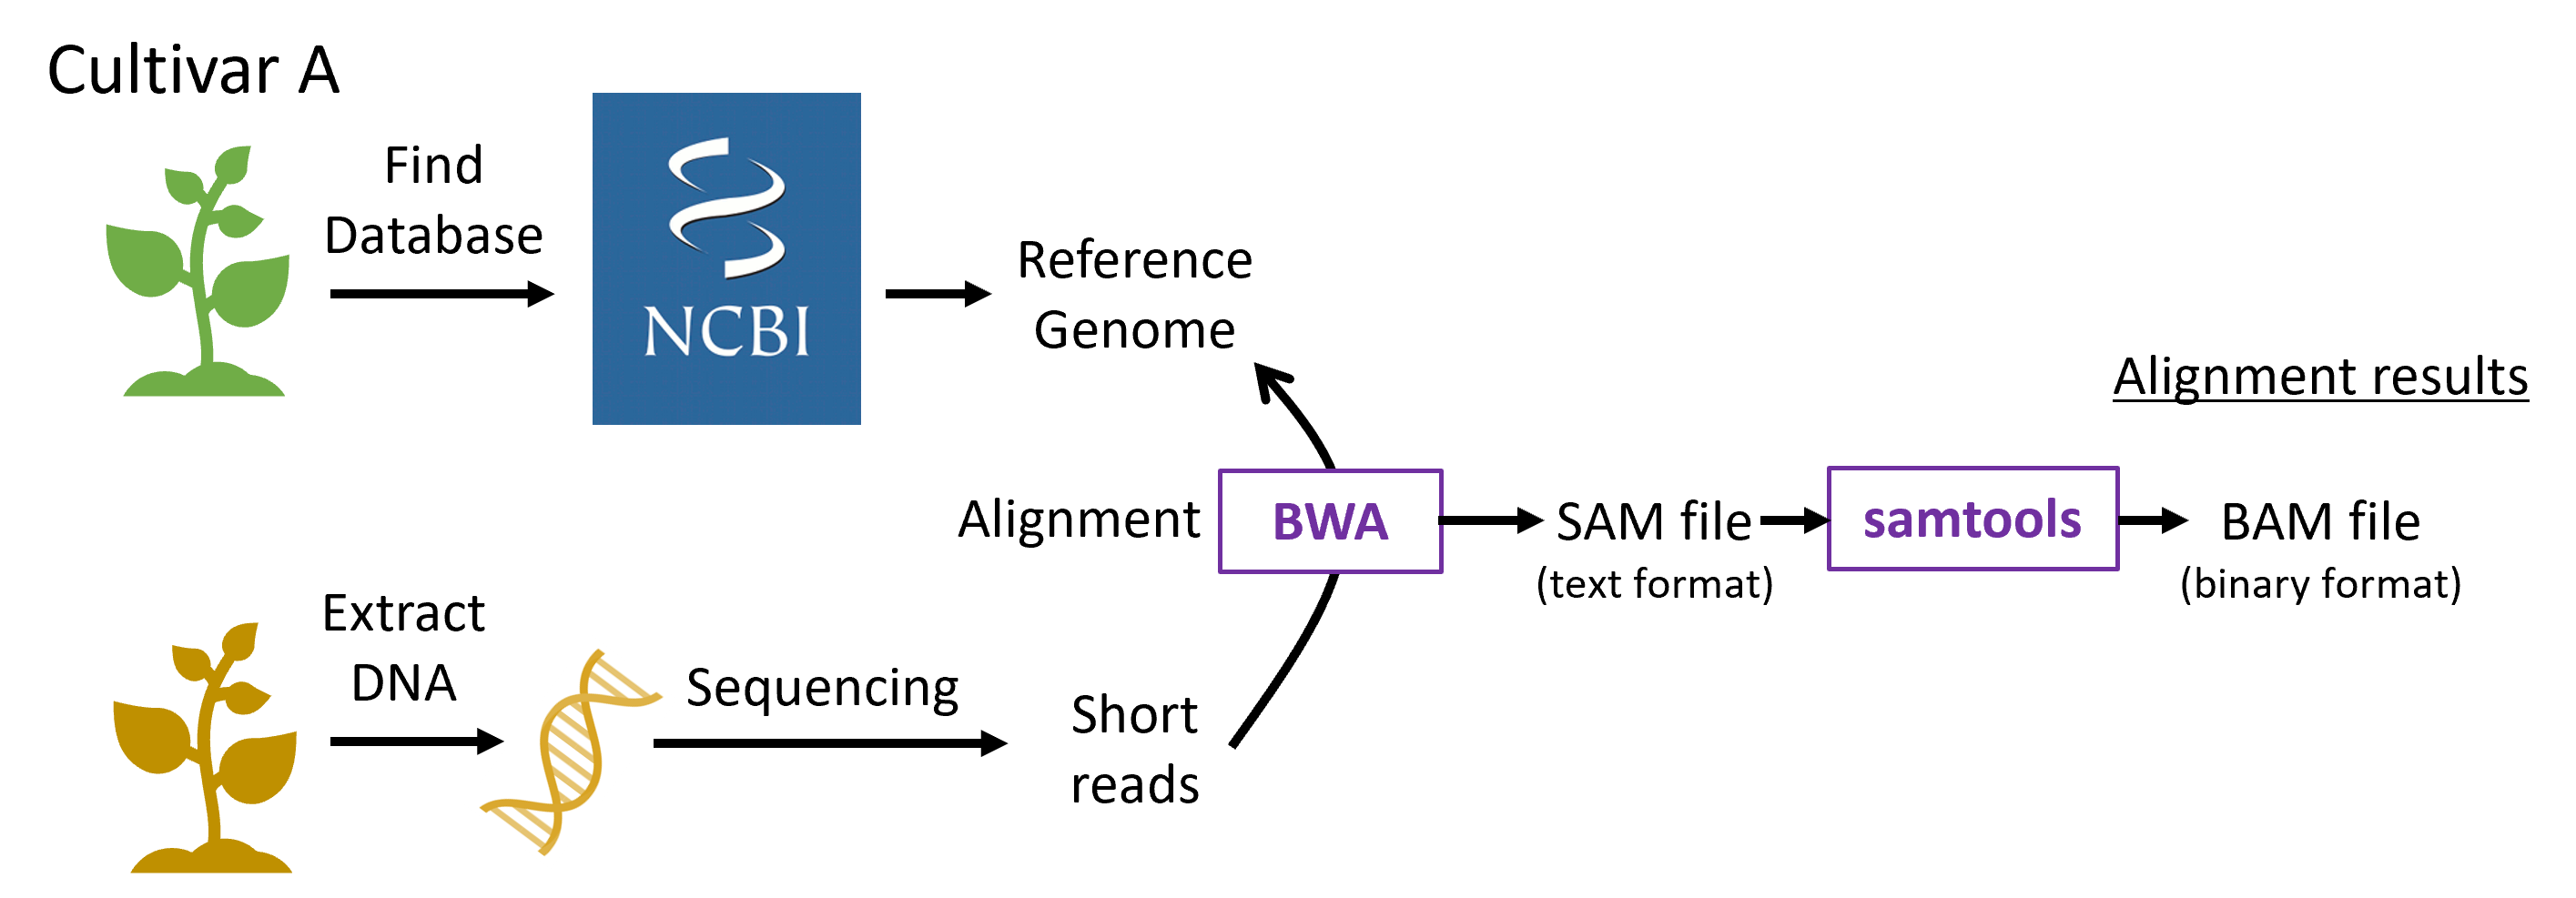 Cultivar A
Find
Database
NCBI
Reference
Genome
Alignment results
Alignment
BWA
SAM file
(text format)
samtools
BAM file
(binary format)
Extract
DNA
Sequencing
Short
reads